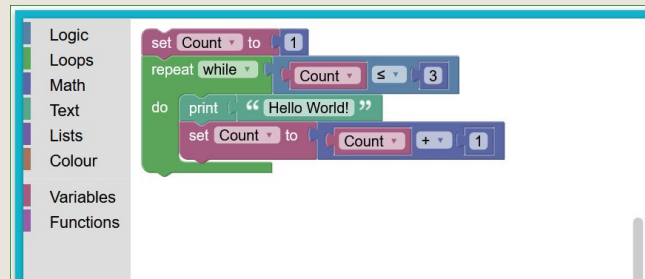 Logic
Loops
Math
Text
Lists
Colour
Variables
Functions
set Count to 1
repeat while Count ≤ 3
do print “ Hello World! ”
set Count to Count + 1